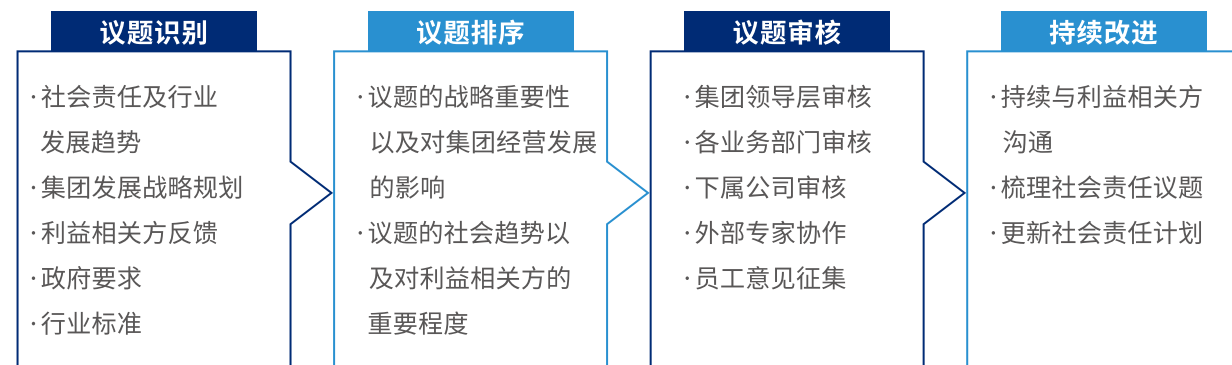 议题识别
·社会责任及行业
发展趋势
·集团发展战略规划
·利益相关方反馈
·政府要求
·行业标准
议题排序
·议题的战略重要性
以及对集团经营发展
的影响
·议题的社会趋势以
及对利益相关方的
重要程度
议题审核
·集团领导层审核
·各业务部门审核
·下属公司审核
·外部专家协作
·员工意见征集
持续改进
·持续与利益相关方
沟通
·梳理社会责任议题
·更新社会责任计划